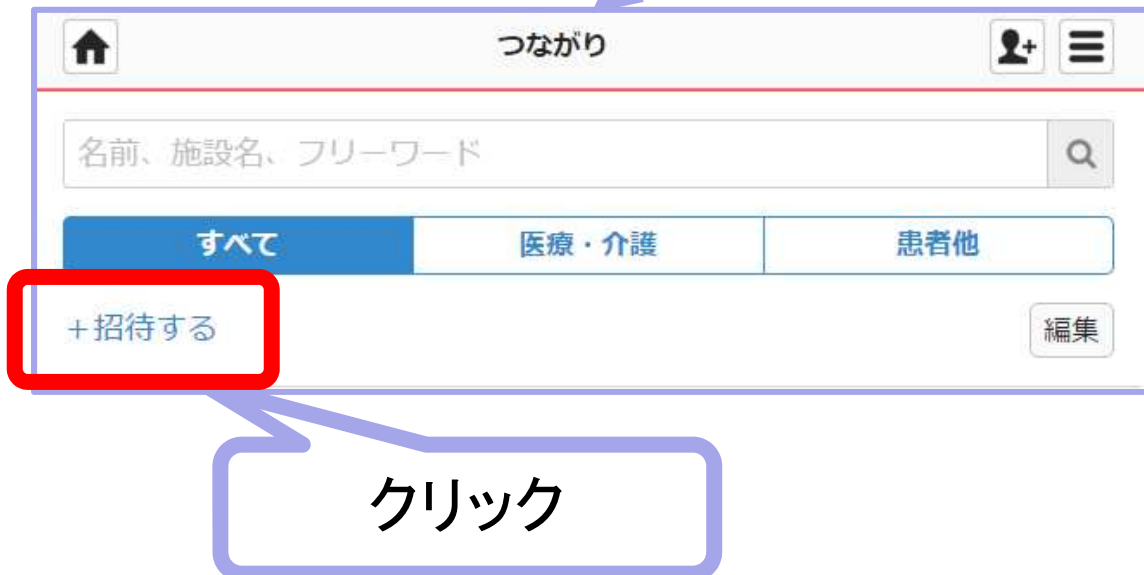 つながり
名前、施設名、フリーワード
すべて 医療・介護 患者他
+招待する 編集
クリック